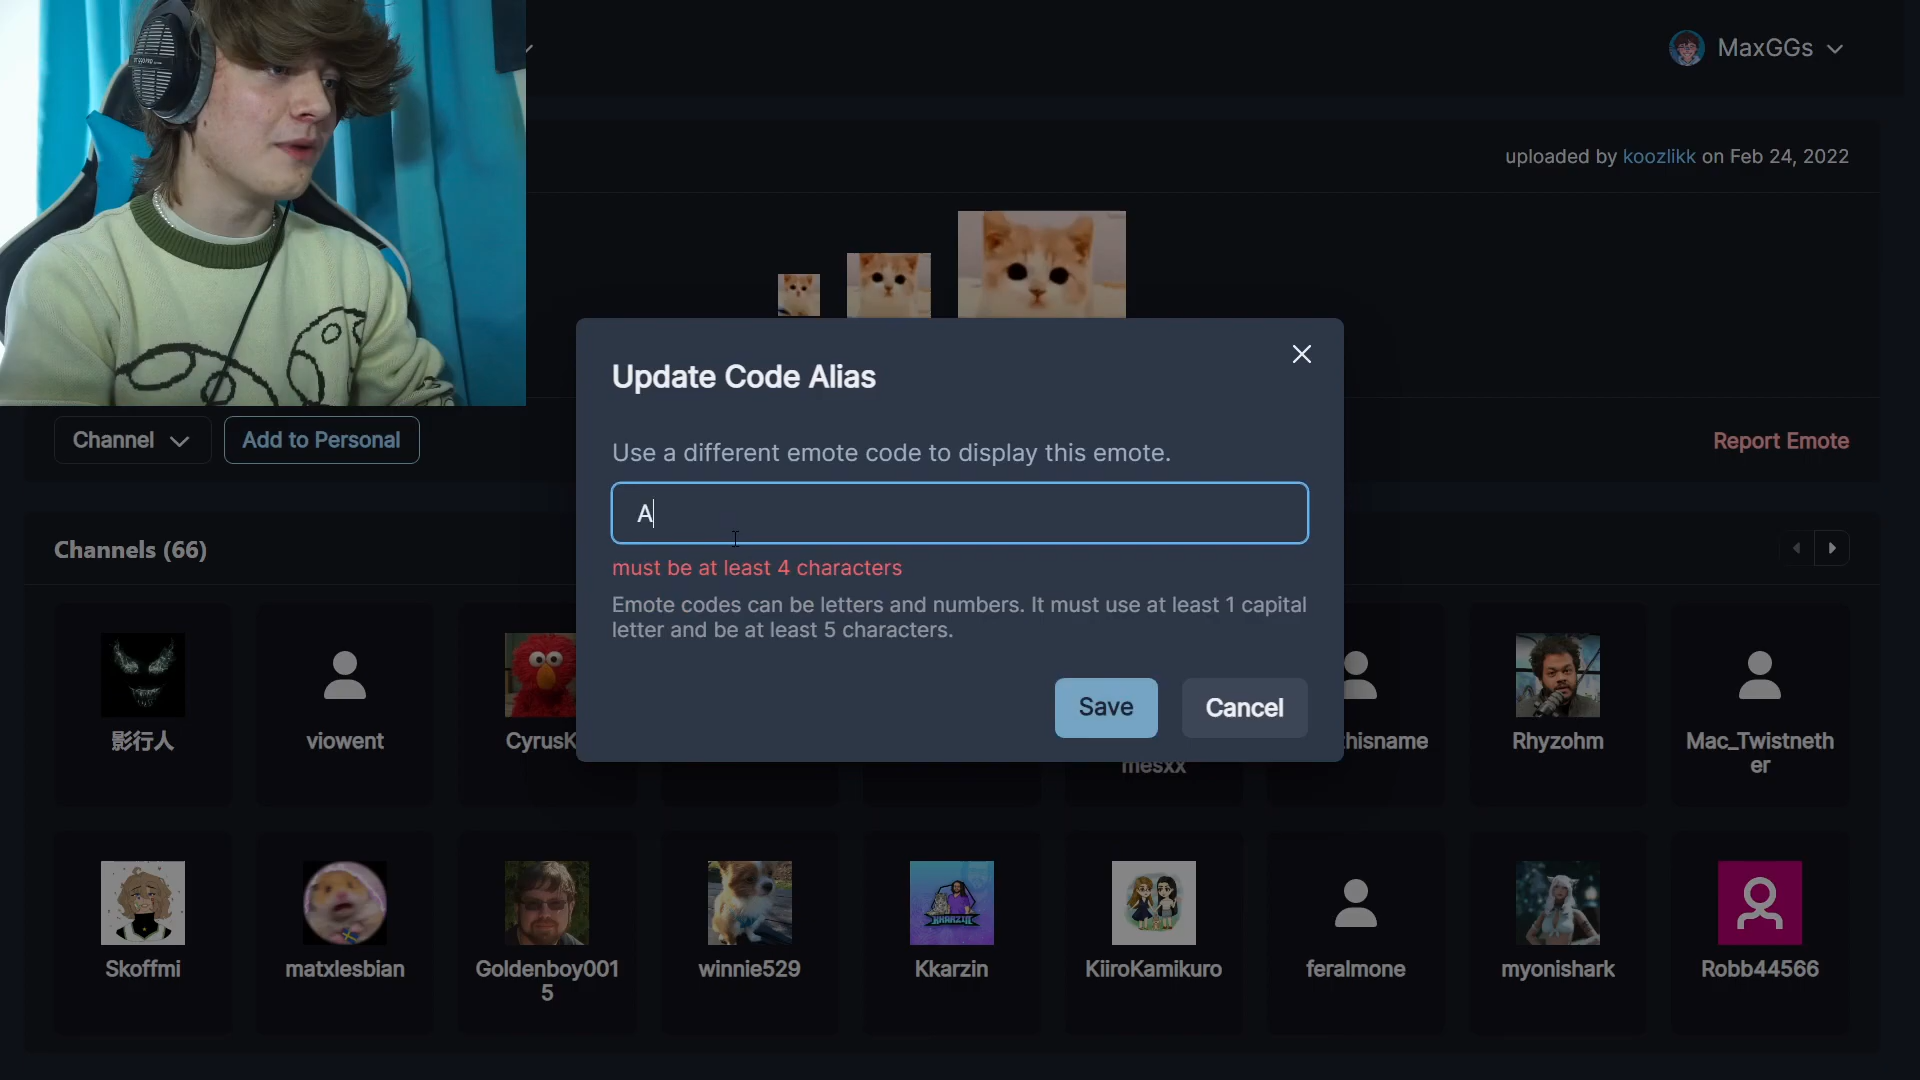 MaxGGs
uploaded by koozlikk on Feb 24, 2022
Update Code Alias
Use a different emote code to display this emote.
A
must be at least 4 characters
Emote codes can be letters and numbers. It must use at least 1 capital
letter and be at least 5 characters.
Save
Cancel
Channel
Add to Personal
Report Emote
Channels (66)
影行人
viowent
CyrusK
mesxx
hisname
Rhyzohm
Mac_Twistneth
er
Skoffmi
matxlesbian
Goldenboy001
5
winnie529
Kkarzin
KiiroKamikuro
feralmone
myonishark
Robb44566